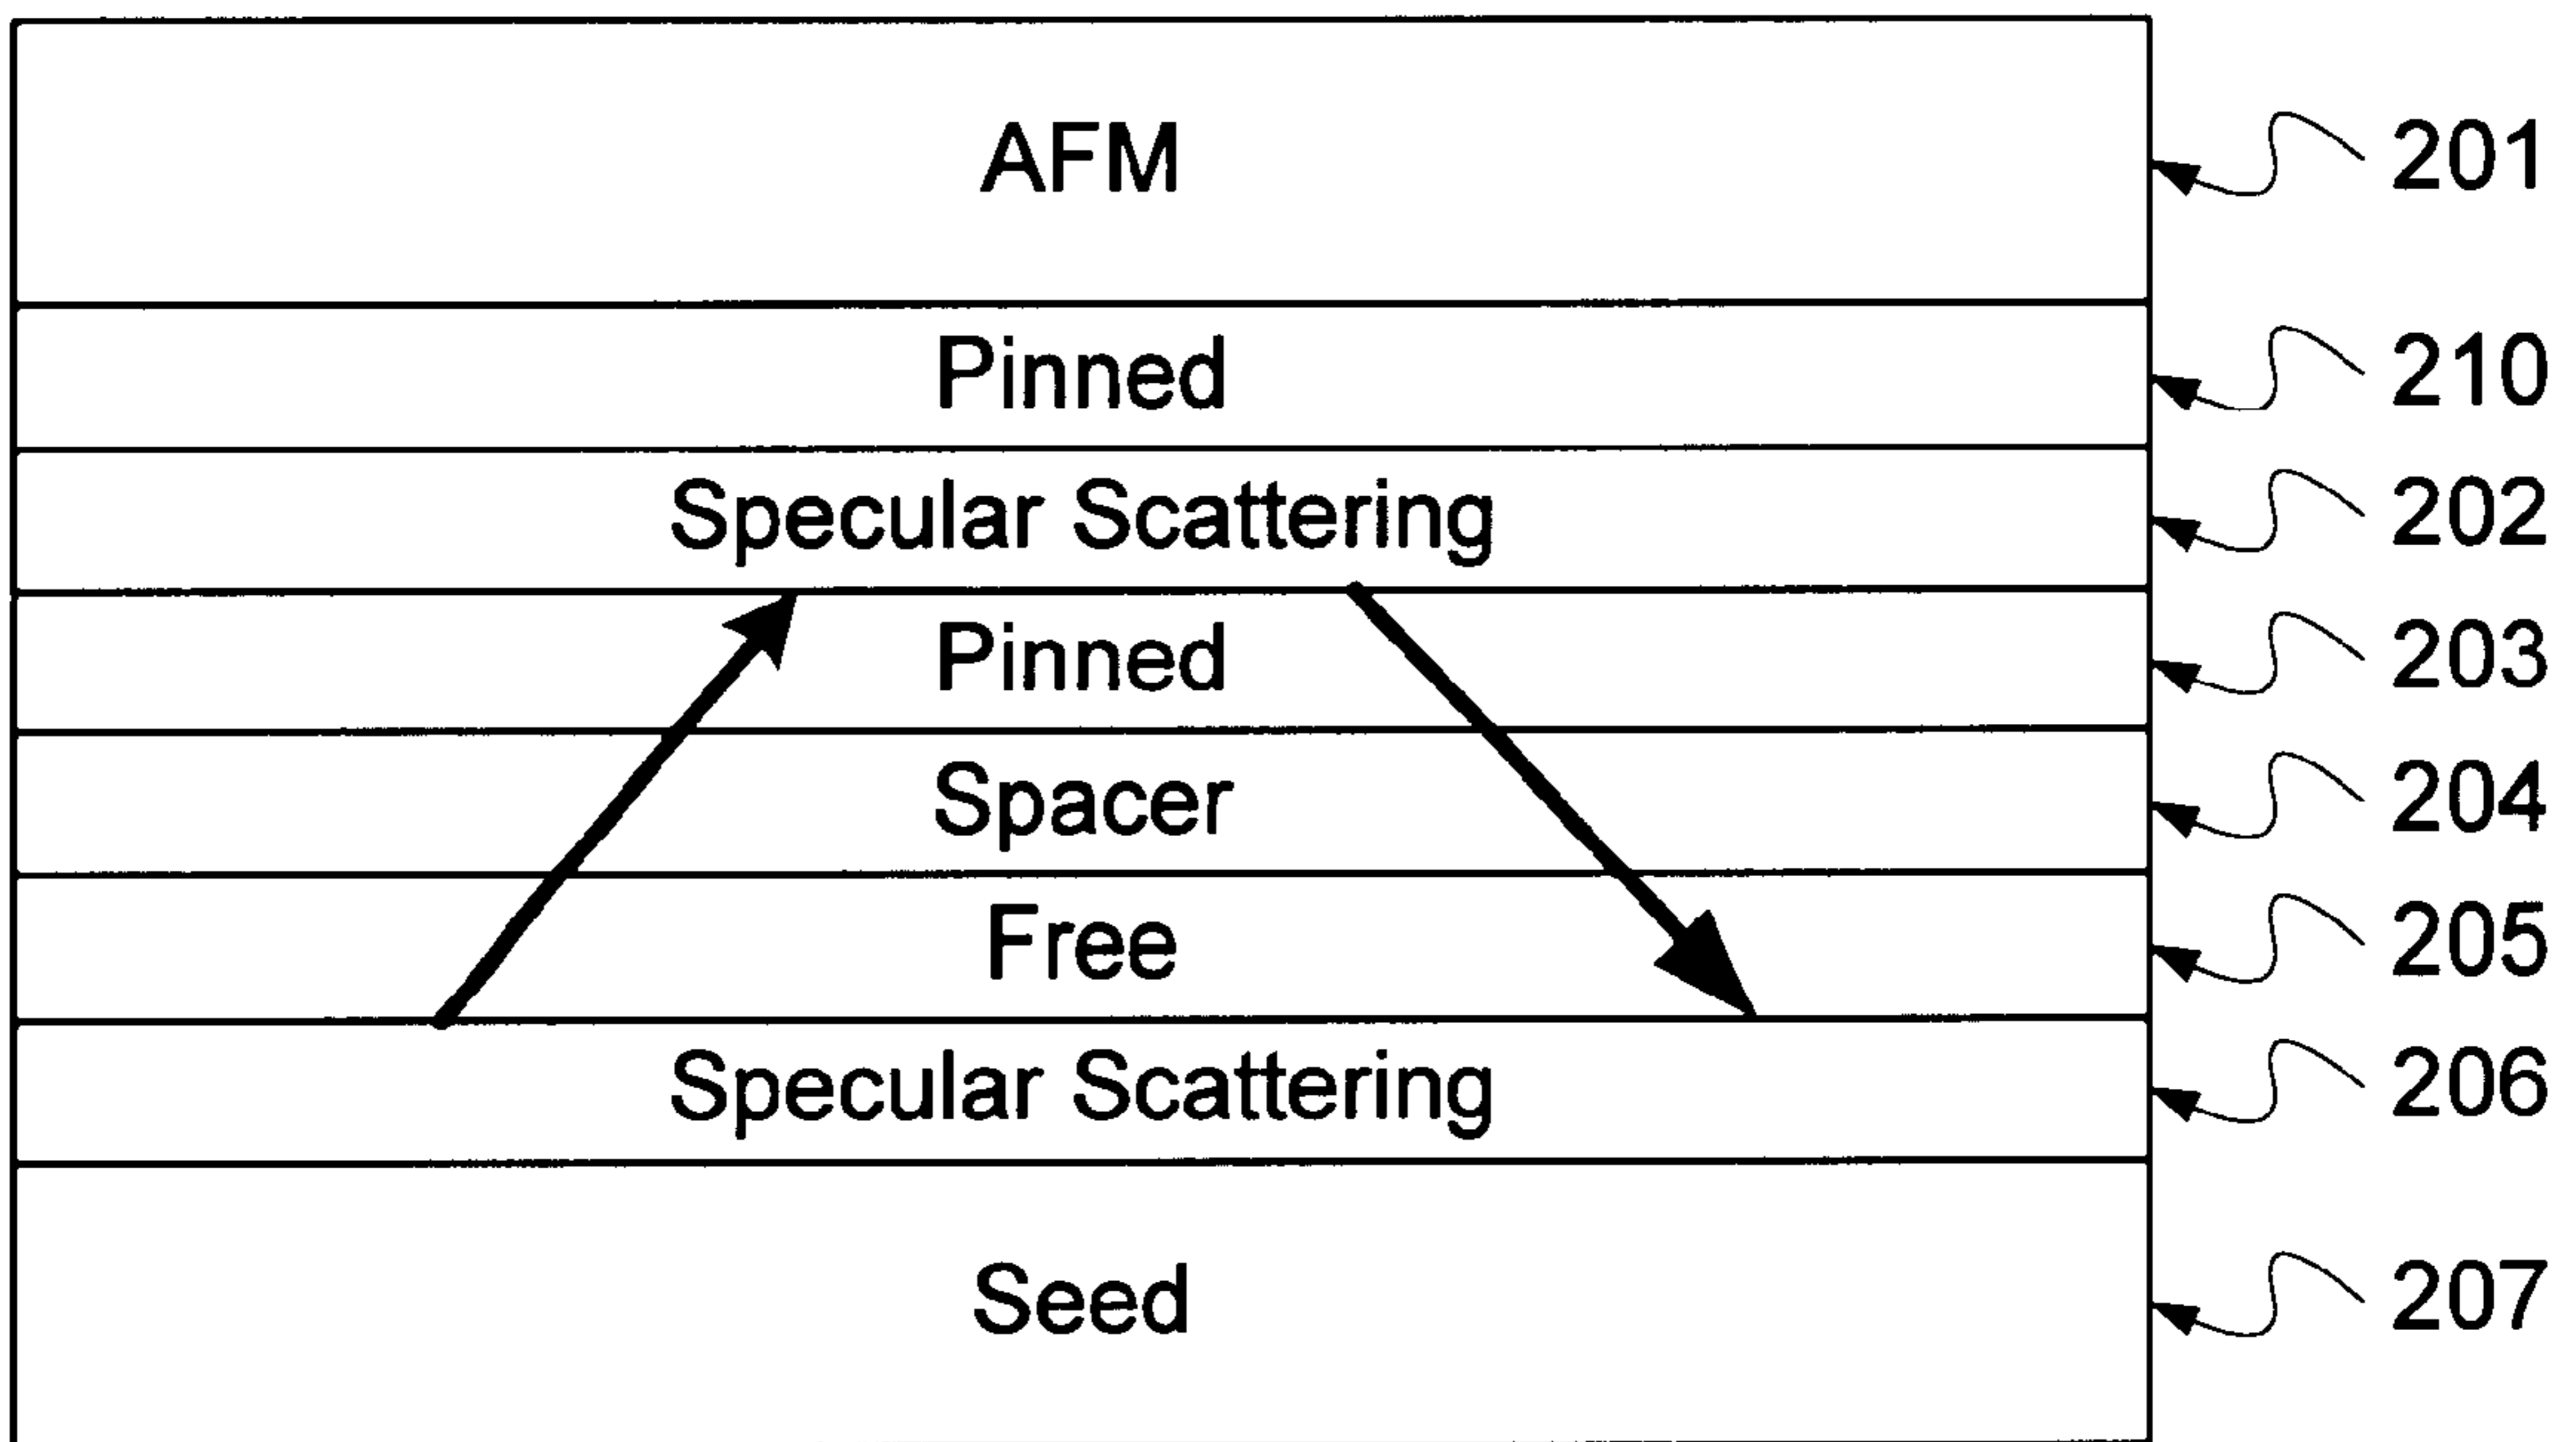 AFM 201
Pinned 210
Specular Scattering 202
Pinned 203
Spacer 204
Free 205
Specular Scattering 206
Seed 207